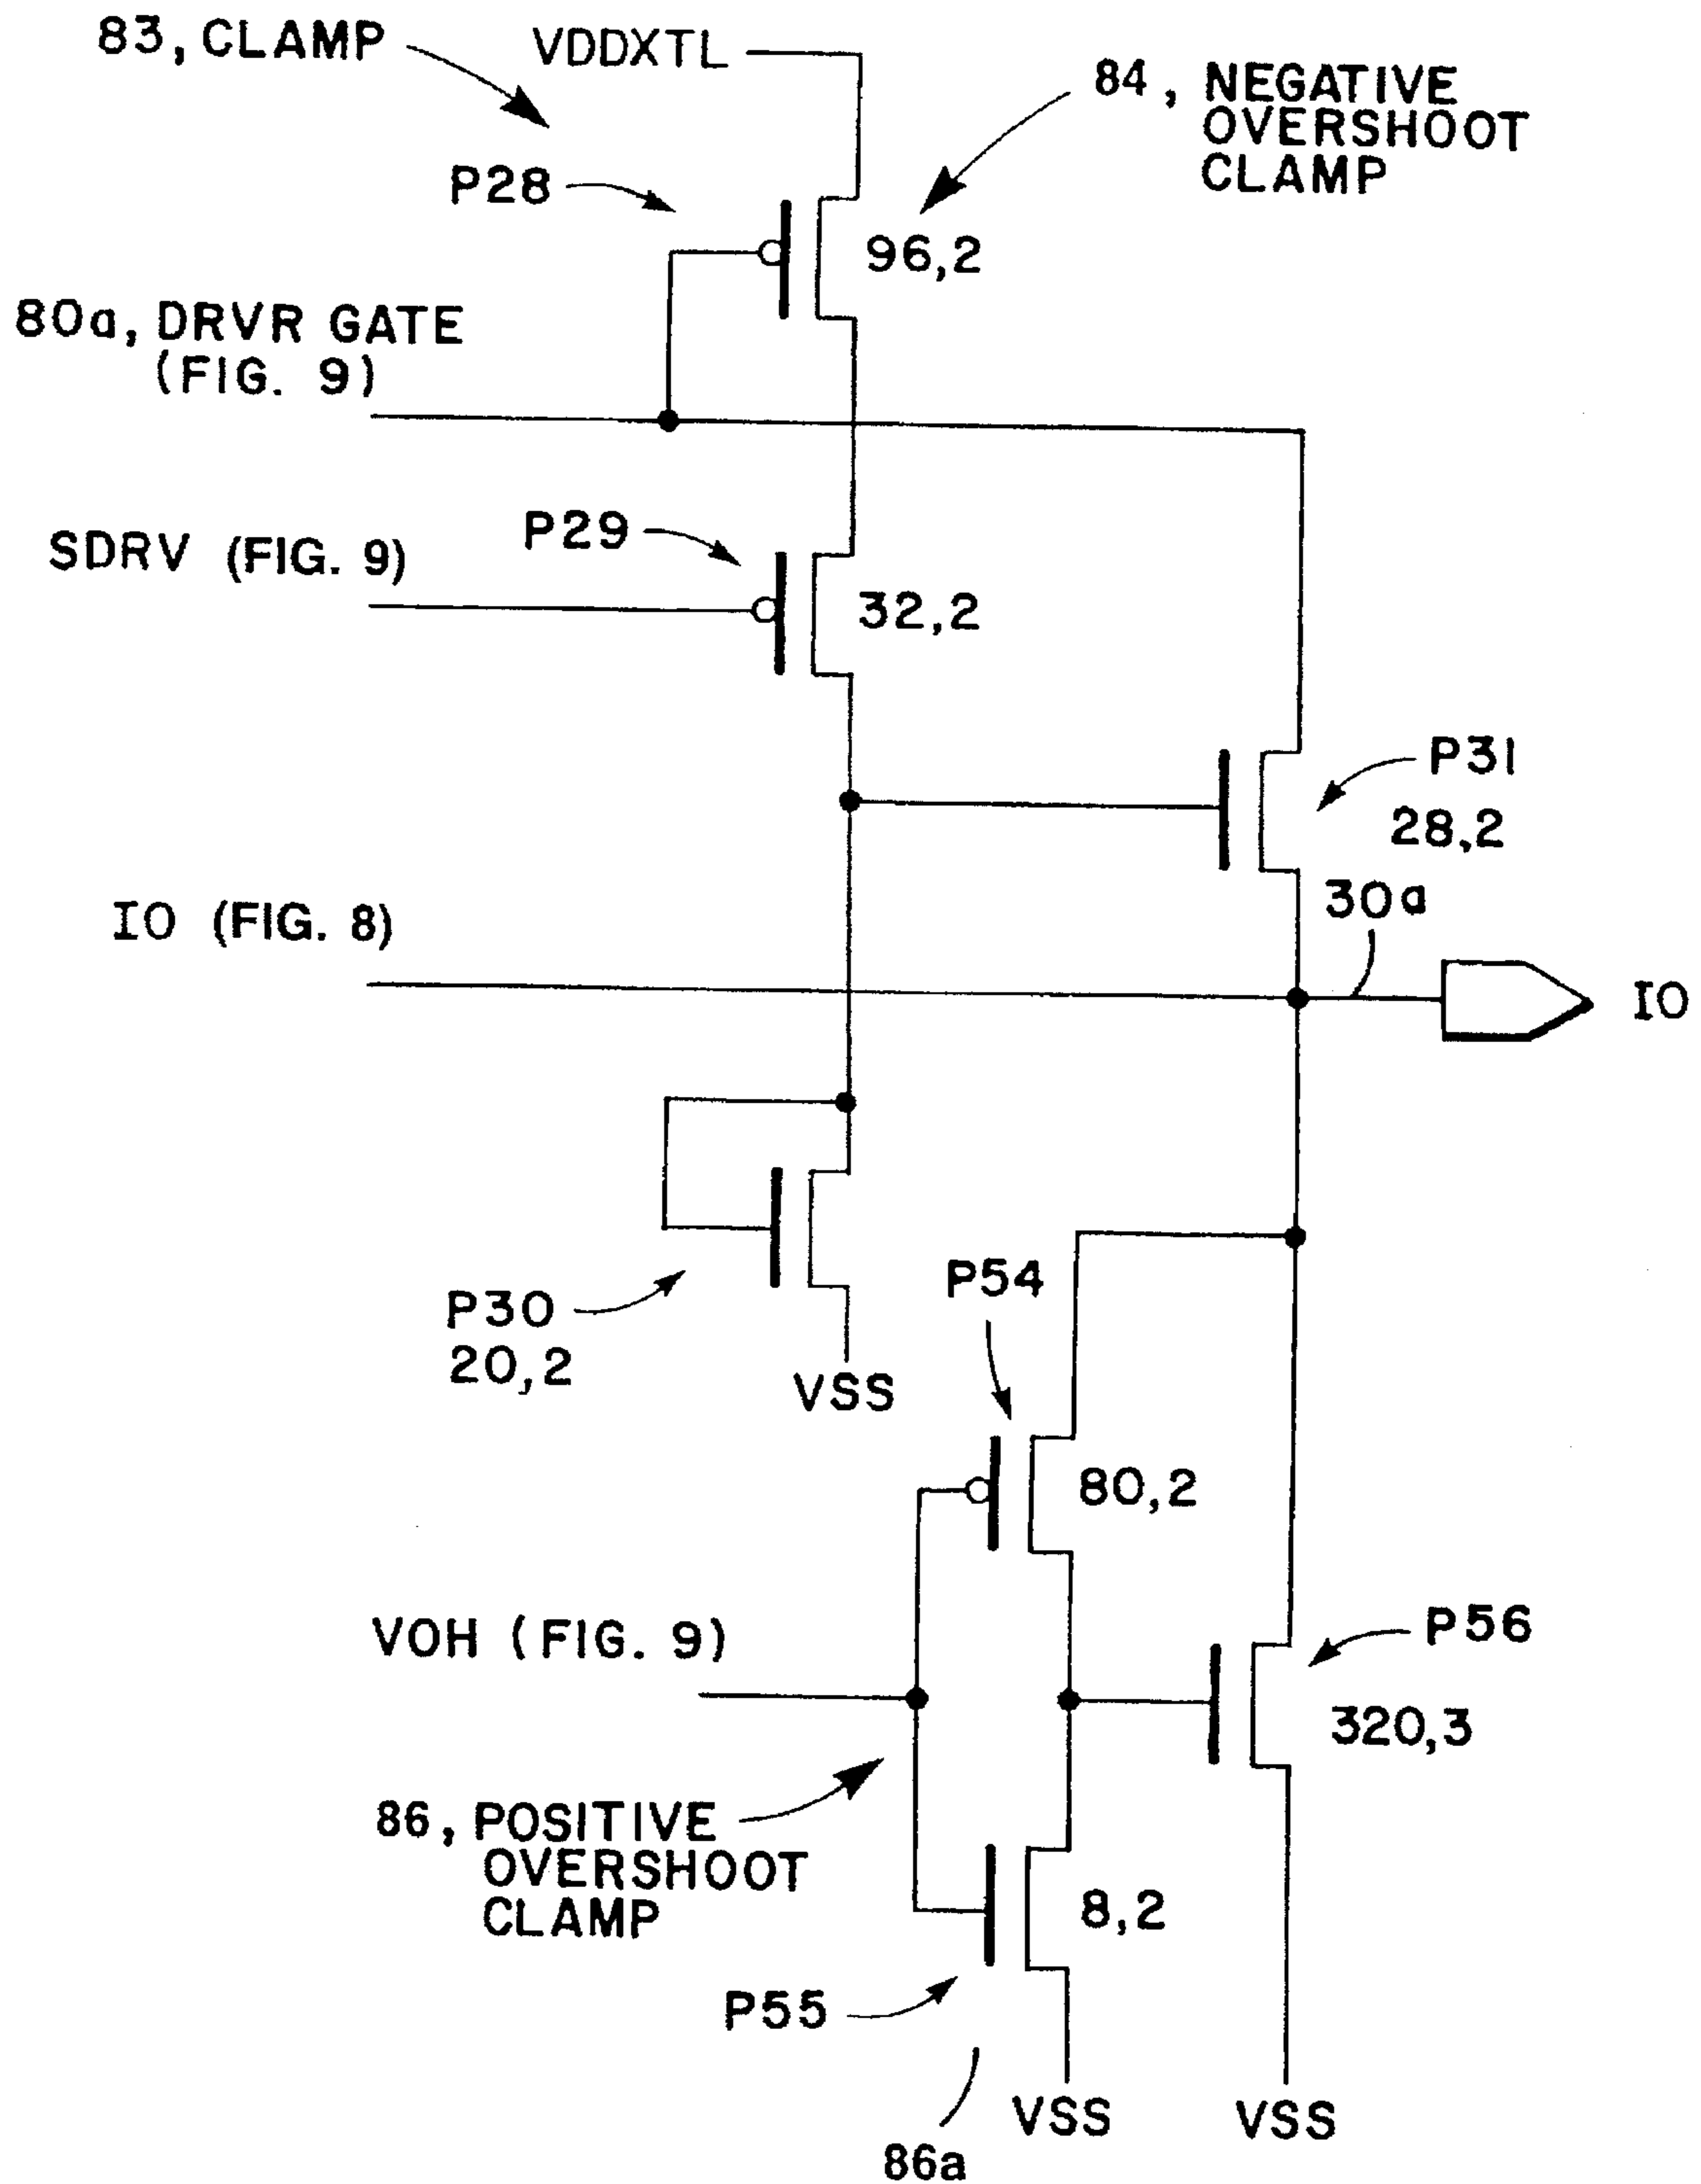 83, CLAMP
VDDXTL
84, NEGATIVE
OVERSHOOT
CLAMP
P28
96,2
80a, DRVR GATE
(FIG. 9)
P29
SDRV (FIG. 9)
32,2
P31
28,2
30a
IO (FIG. 8)
IO
P30
20,2
VSS
P54
80,2
VOH (FIG. 9)
P56
320,3
86, POSITIVE
OVERSHOOT
CLAMP
8,2
P55
VSS
VSS
86a